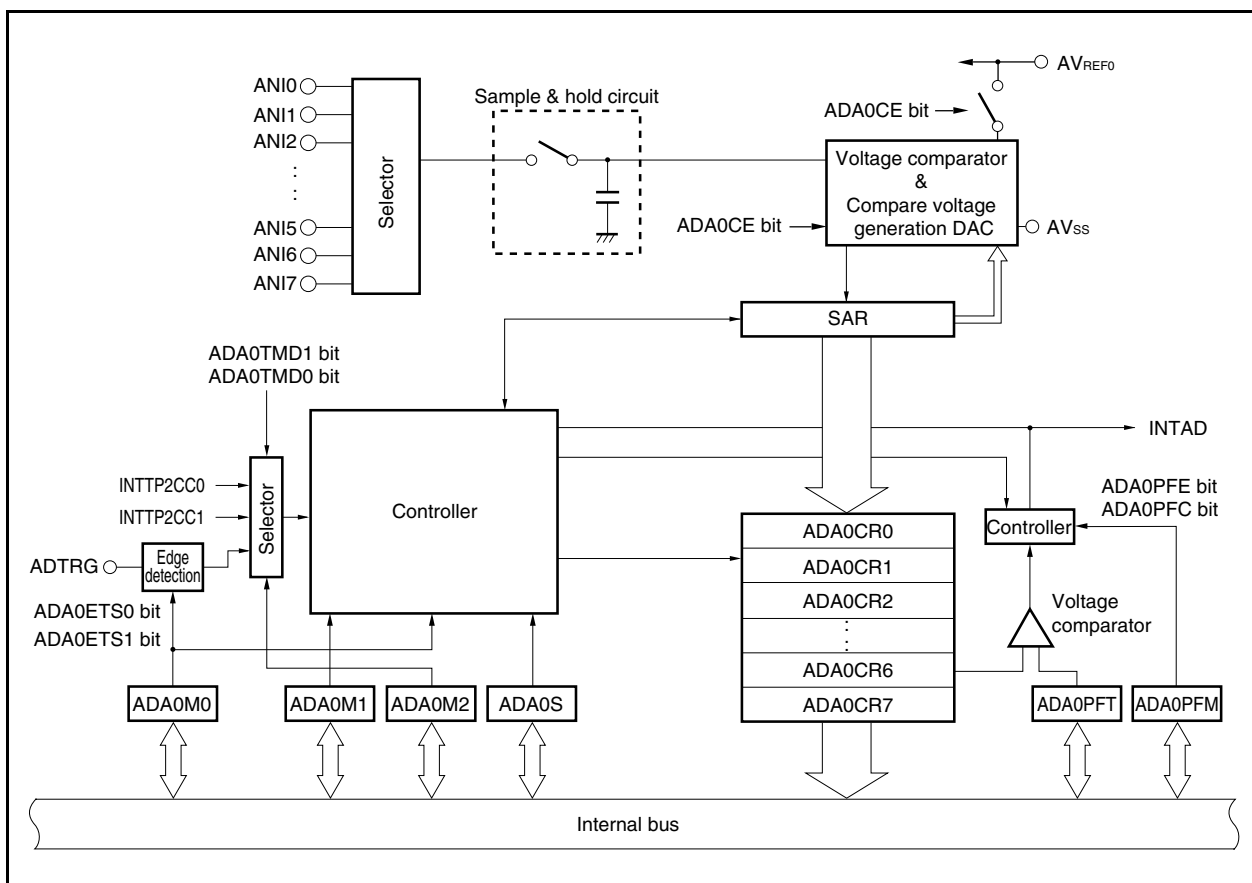 ANI0
ANI1
ANI2
ANI5
ANI6
ANI7
Selector
Sample & hold circuit
AVREF0
ADA0CE bit
Voltage comparator
&
Compare voltage
generation DAC
ADA0CE bit
AVSS
SAR
ADA0TMD1 bit
ADA0TMD0 bit
INTTP2CC0
INTTP2CC1
Selector
Controller
INTAD
ADTRG
Edge
detection
ADA0ETS0 bit
ADA0ETS1 bit
ADA0CR0
ADA0CR1
ADA0CR2
ADA0CR6
ADA0CR7
Controller
ADA0PFE bit
ADA0PFC bit
Voltage
comparator
ADA0M0
ADA0M1
ADA0M2
ADA0S
ADA0PFT
ADA0PFM
Internal bus